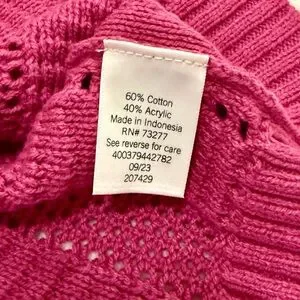 60% Cotton
40% Acrylic
Made in Indonesia
RN# 73277
See reverse for care
400379442782
09/23
207429